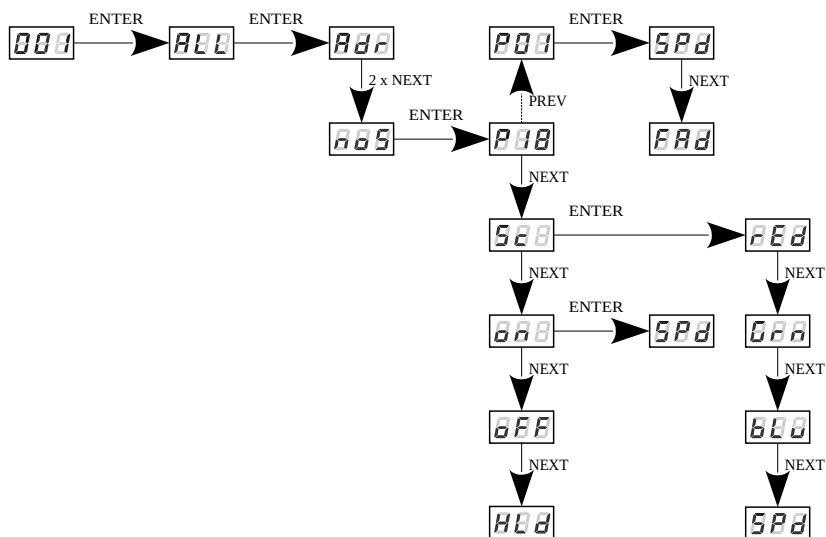 ENTER ENTER ENTER
001 ALL Adr P01 SPd
2 x NEXT PREV NEXT
ENTER
noS P18 FAd
NEXT
ENTER
Sc rEd
NEXT NEXT
ENTER
on SPd Grn
NEXT NEXT
oFF bLu
NEXT NEXT
HLd SPd